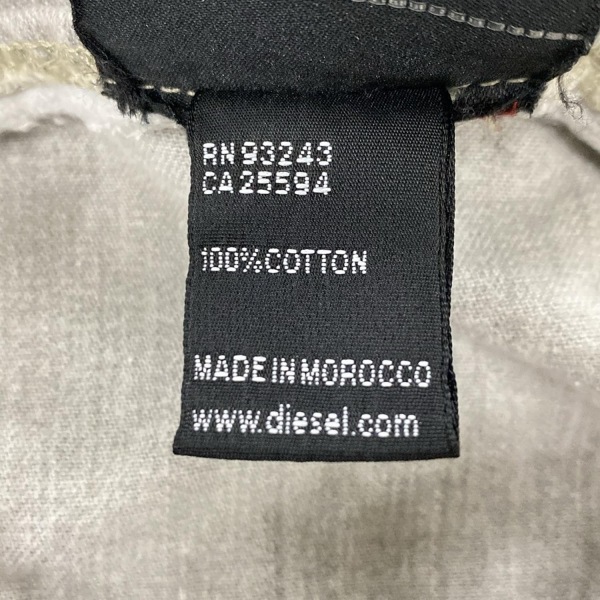 RN 93243
CA 25594
100% COTTON
MADE IN MOROCCO
www.diesel.com